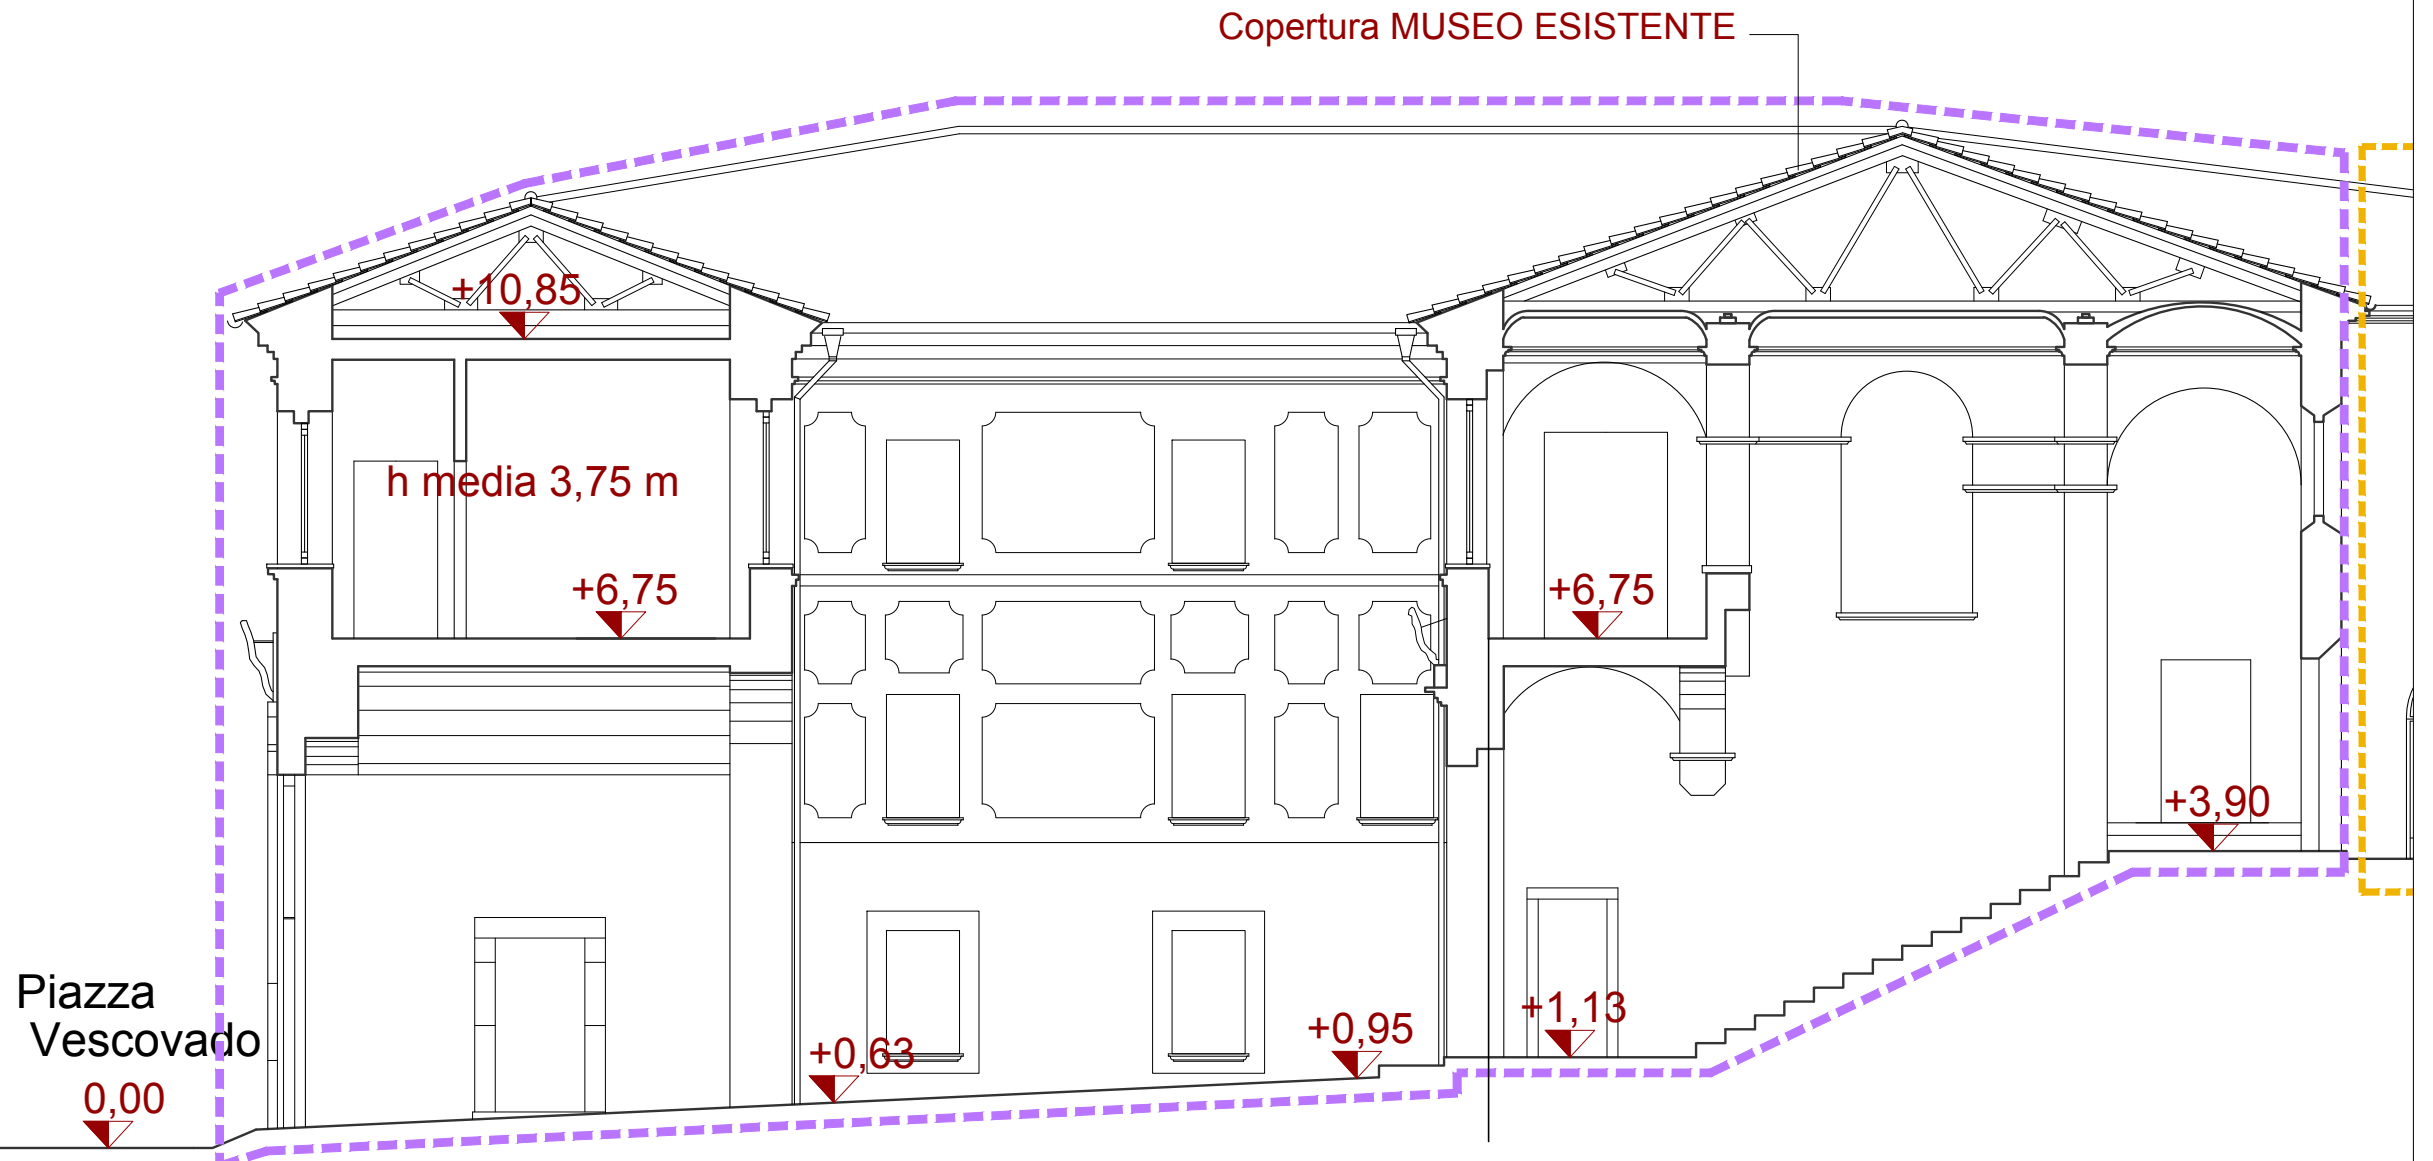 Copertura MUSEO ESISTENTE
+10,85
h media 3,75 m
+6,75
+6,75
+3,90
Piazza
Vescovado
0,00
+0,63
+0,95
+1,13